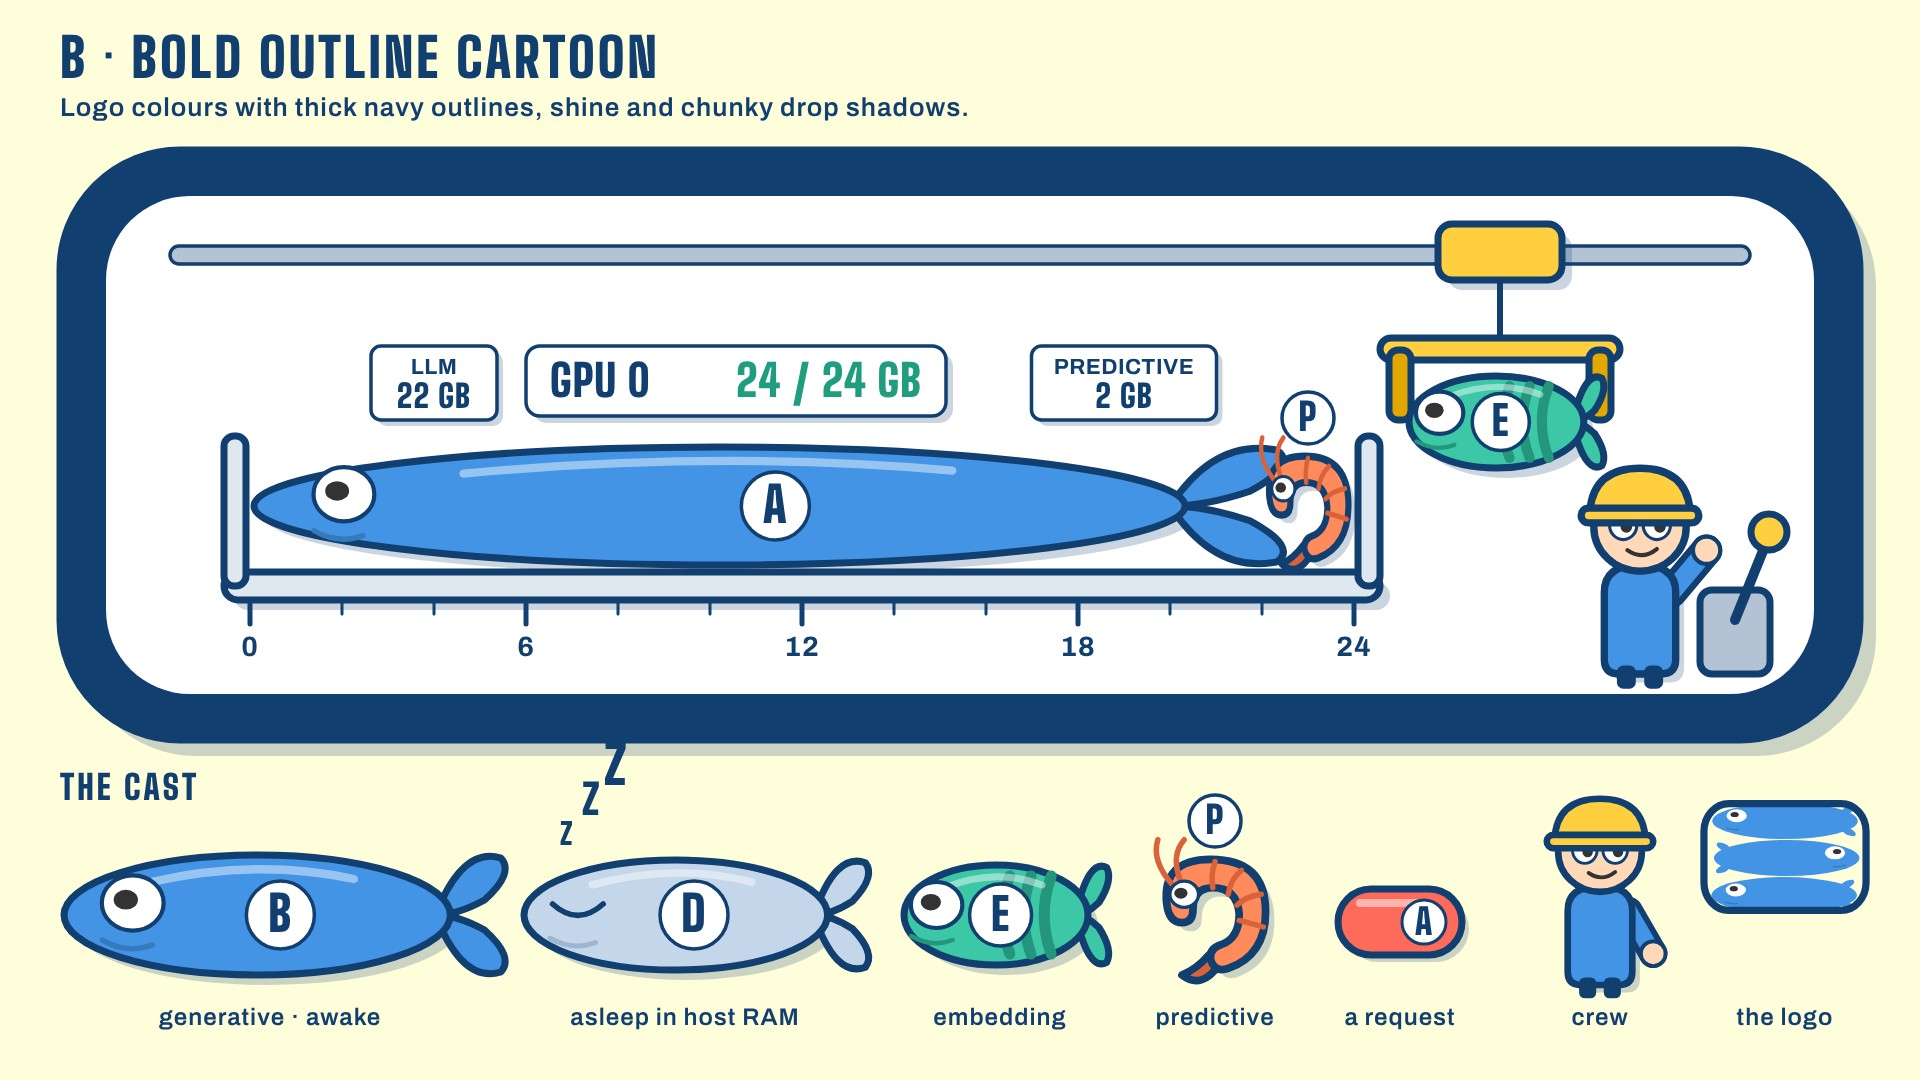 B · BOLD OUTLINE CARTOON
Logo colours with thick navy outlines, shine and chunky drop shadows.
LLM
22 GB
GPU 0 24 / 24 GB
PREDICTIVE
2 GB
P
E
A
0 6 12 18 24
THE CAST
z z Z
B
D
E
P
A
generative · awake
asleep in host RAM
embedding
predictive
a request
crew
the logo